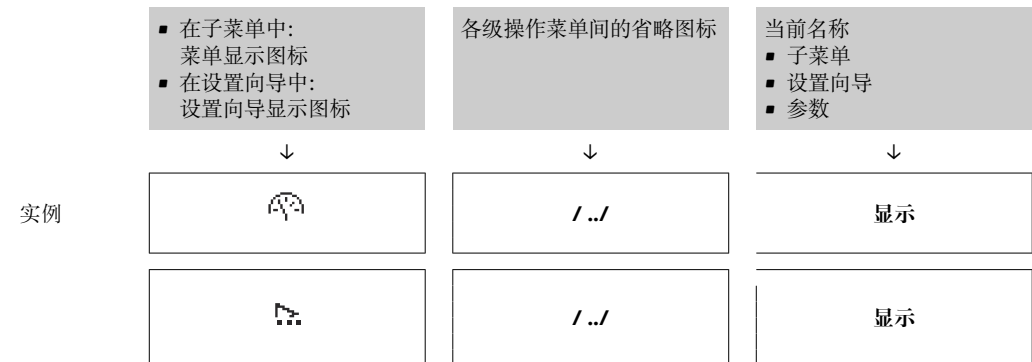 ▪ 在子菜单中:
菜单显示图标
▪ 在设置向导中:
设置向导显示图标
各级操作菜单间的省略图标
当前名称
▪ 子菜单
▪ 设置向导
▪ 参数
↓ ↓ ↓
实例
/ ../
显示
/ ../
显示